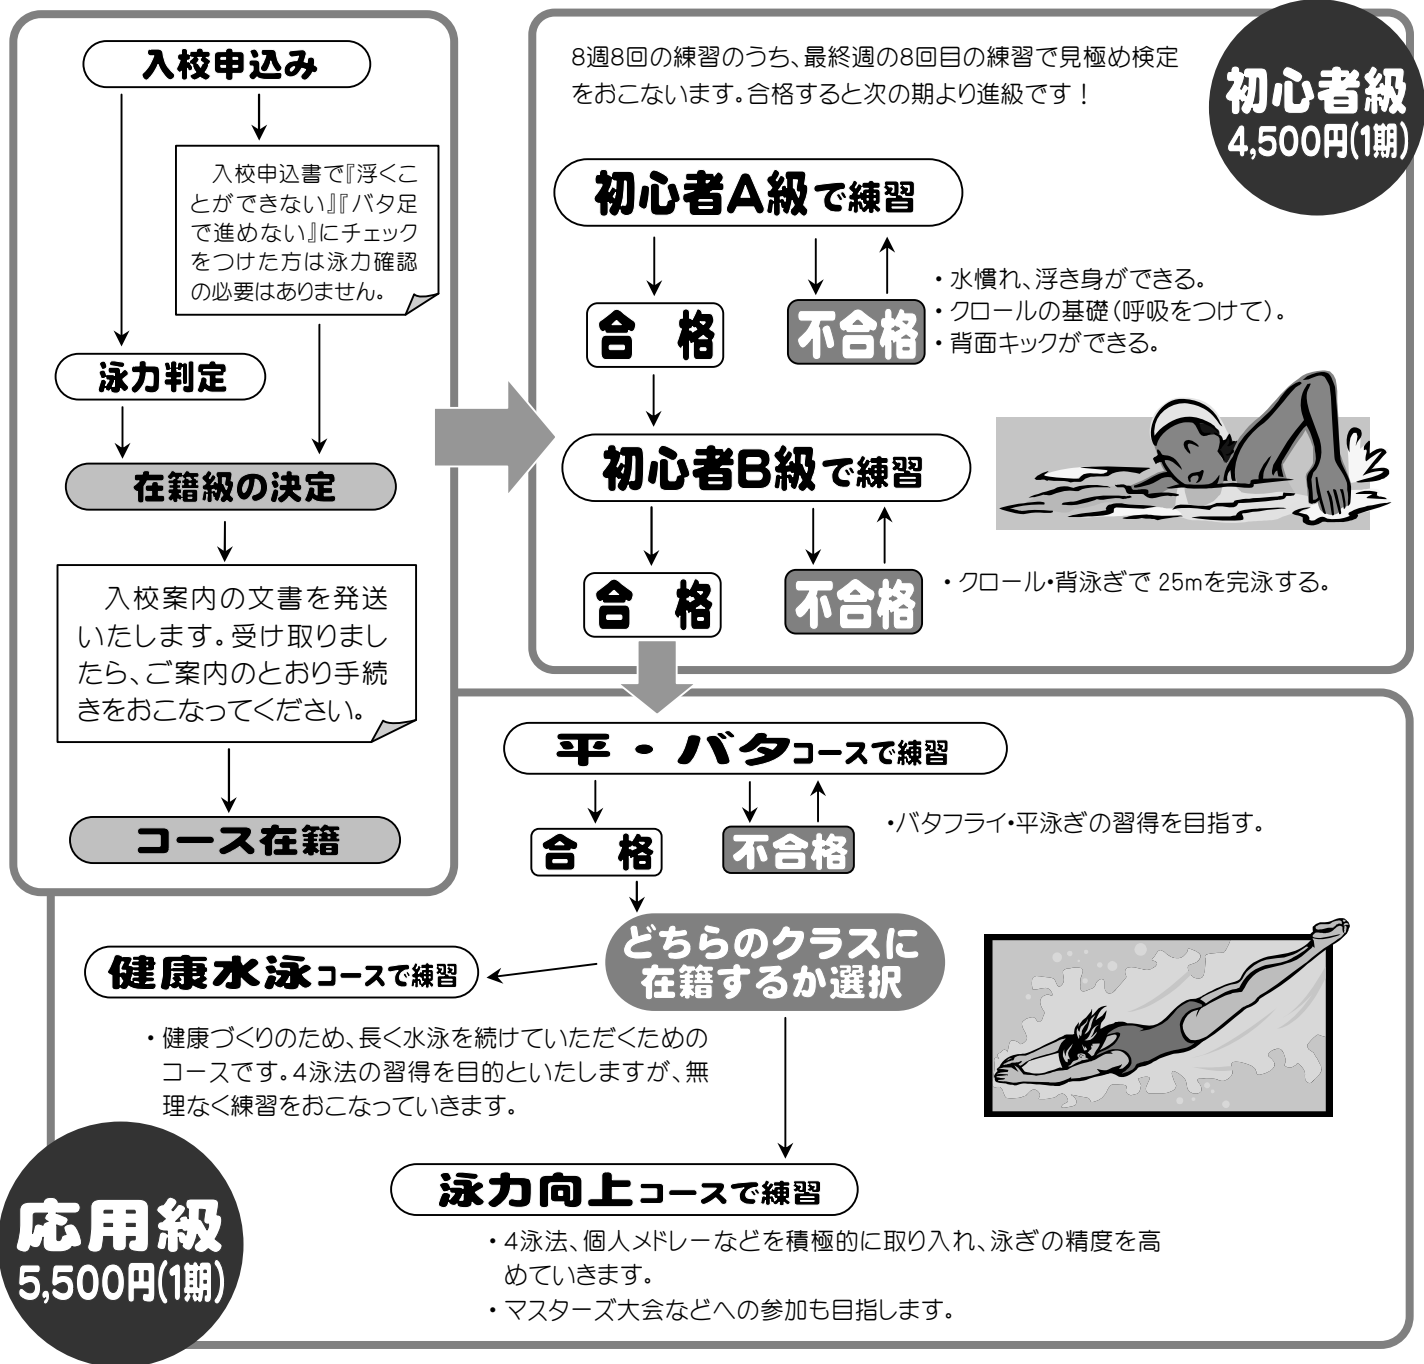 入校申込み
入校申込書で『浮くこ
とができない』『バタ足
で進めない』にチェック
をつけた方は泳力確認
の必要はありません。
泳力判定
在籍級の決定
入校案内の文書を発送
いたします。受け取りまし
たら、ご案内のとおり手続
きをおこなってください。
コース在籍
8週8回の練習のうち、最終週の8回目の練習で見極め検定
をおこないます。合格すると次の期より進級です！
初心者級
4,500円(1期)
初心者A級で練習
合　格
不合格
・水慣れ、浮き身ができる。
・クロールの基礎（呼吸をつけて）。
・背面キックができる。
初心者B級で練習
合　格
不合格
・クロール・背泳ぎで 25mを完泳する。
平・バタコースで練習
合　格
不合格
・バタフライ・平泳ぎの習得を目指す。
どちらのクラスに
在籍するか選択
健康水泳コースで練習
・健康づくりのため、長く水泳を続けていただくための
コースです。4泳法の習得を目的といたしますが、無
理なく練習をおこなっていきます。
泳力向上コースで練習
・4泳法、個人メドレーなどを積極的に取り入れ、泳ぎの精度を高
めていきます。
・マスターズ大会などへの参加も目指します。
応用級
5,500円(1期)